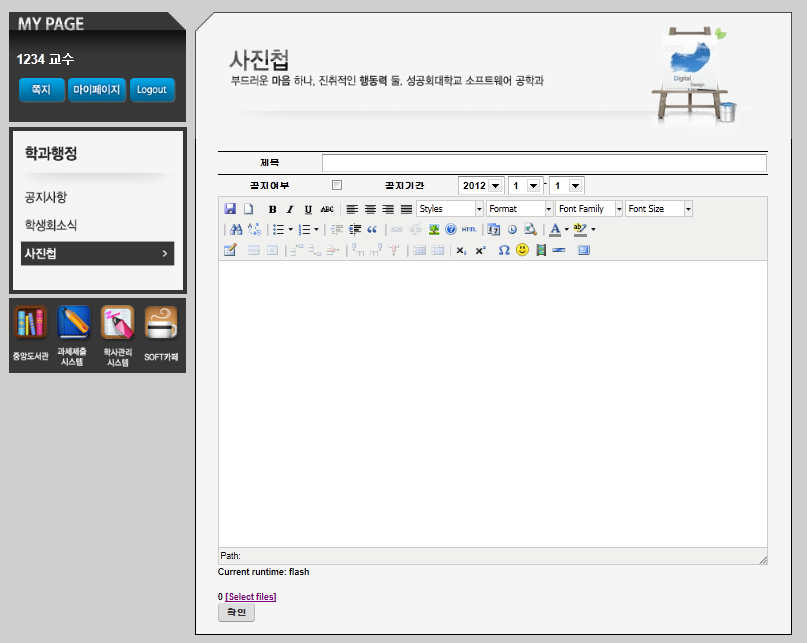 MY PAGE
1234 교수
쪽지 마이페이지 Logout
학과행정
공지사항
학생회소식
사진첩
중앙도서관
과제제출
시스템
학사관리
시스템
SOFT카페
사진첩
부드러운 마음 하나, 진취적인 행동력 둘, 성공회대학교 소프트웨어 공학과
Digital
Design
제목
공지여부 공지기간 2012 1 - 1
B I U ABC Styles Format Font Family Font Size
HTML A ab
x, x² Ω
Path:
Current runtime: flash
0 [Select files]
확인